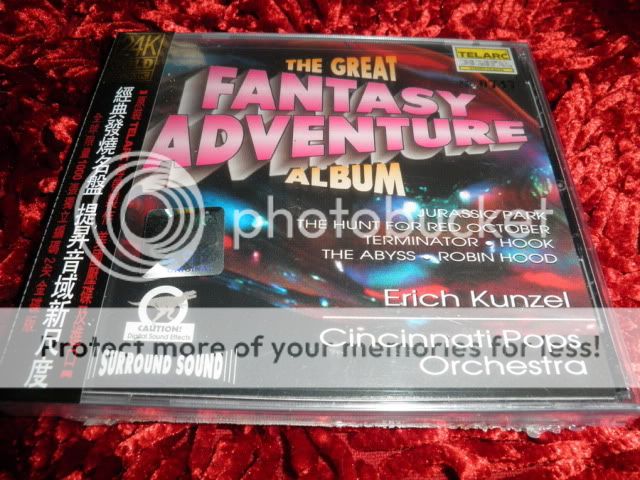 24K
GOLD
TELARC
THE GREAT
FANTASY
ADVENTURE
ALBUM
JURASSIC PARK
THE HUNT FOR RED OCTOBER
TERMINATOR • HOOK
THE ABYSS • ROBIN HOOD
Erich Kunzel
Cincinnati Pops
Orchestra
CAUTION!
Digital Sound Effects
SURROUND SOUND
經典發燒名盤 提昇音域新尺度
photobucket
Protect more of your memories for less!